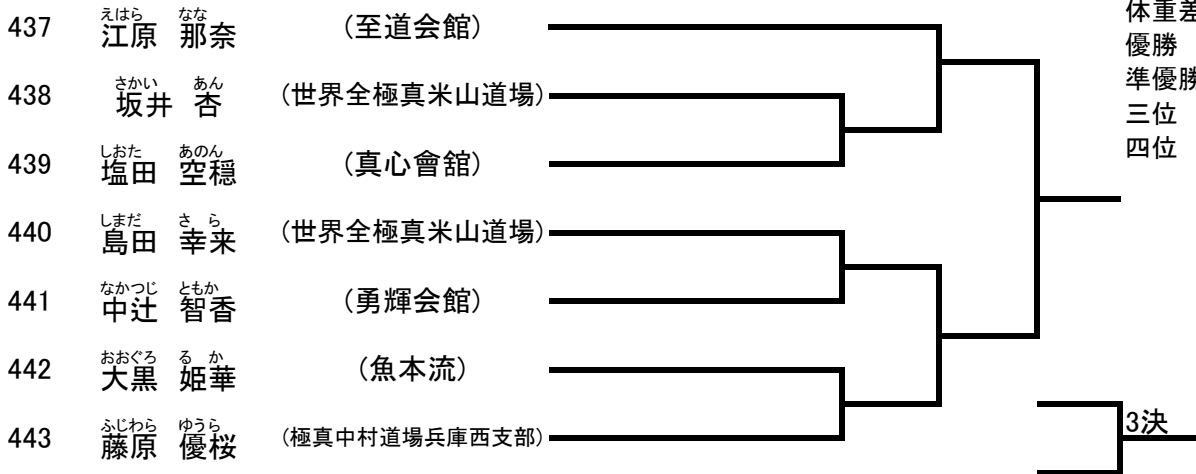 えはら なな
437 江原 那奈 (至道会館)
さかい あん
438 坂井 杏 (世界全極真米山道場)
しおた あのん
439 塩田 空穏 (真心會舘)
しまだ さ ら
440 島田 幸来 (世界全極真米山道場)
なかつじ ともか
441 中辻 智香 (勇輝会館)
おおぐろ る か
442 大黒 姫華 (魚本流)
ふじわら ゆうら
443 藤原 優桜 (極真中村道場兵庫西支部)
体重差
優勝
準優勝
三位
四位
3決